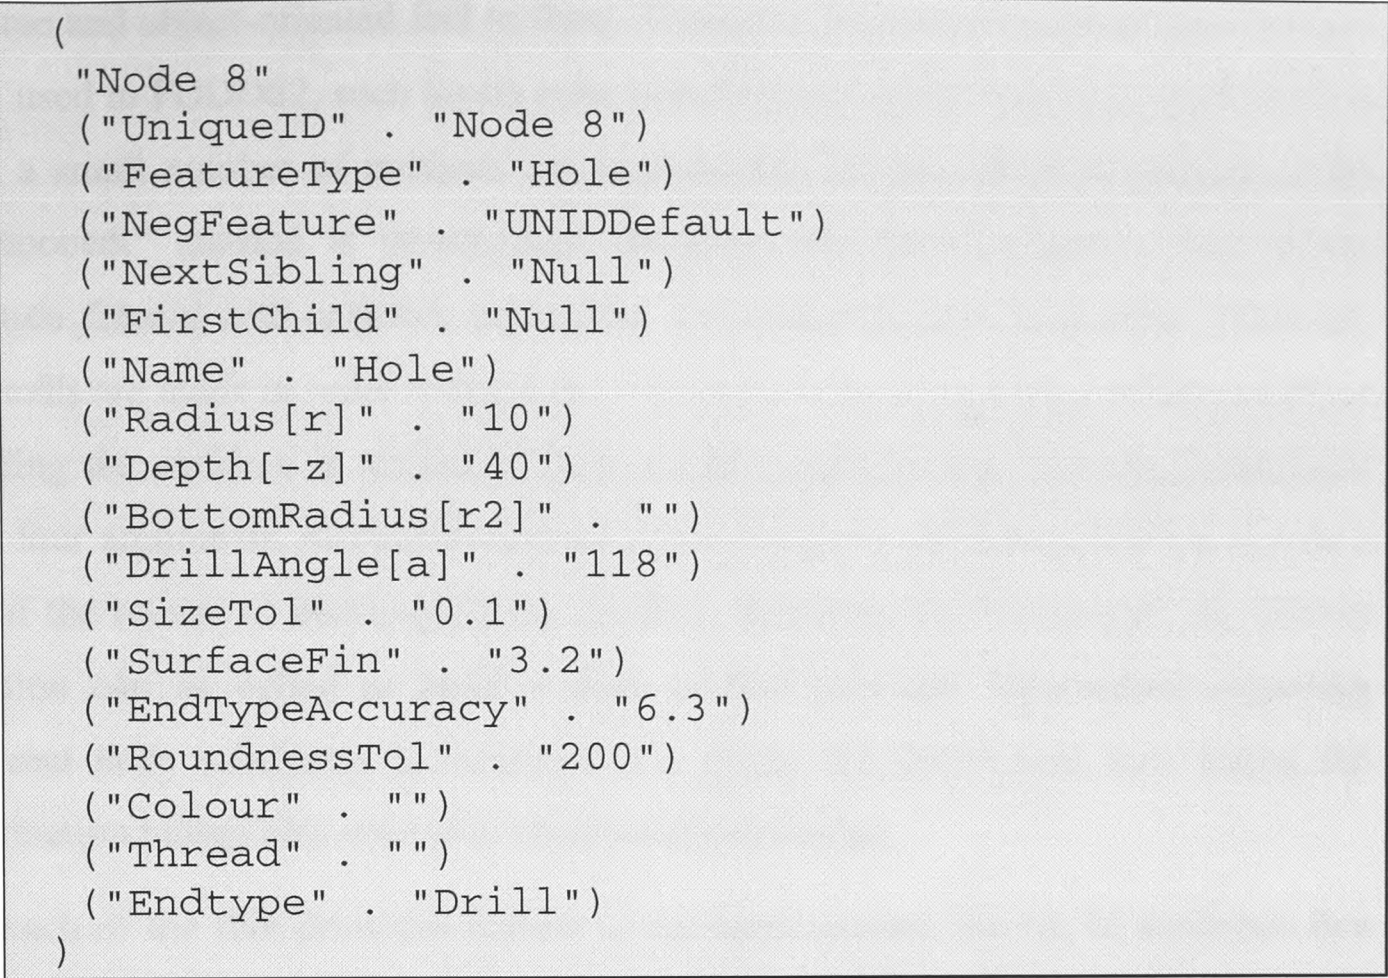 (
"Node 8"
("UniqueID" . "Node 8")
("FeatureType" . "Hole")
("NegFeature" . "UNIDDefault")
("NextSibling" . "Null")
("FirstChild" . "Null")
("Name" . "Hole")
("Radius[r]" . "10")
("Depth[-z]" . "40")
("BottomRadius[r2]" . "")
("DrillAngle[a]" . "118")
("SizeTol" . "0.1")
("SurfaceFin" . "3.2")
("EndTypeAccuracy" . "6.3")
("RoundnessTol" . "200")
("Colour" . "")
("Thread" . "")
("Endtype" . "Drill")
)